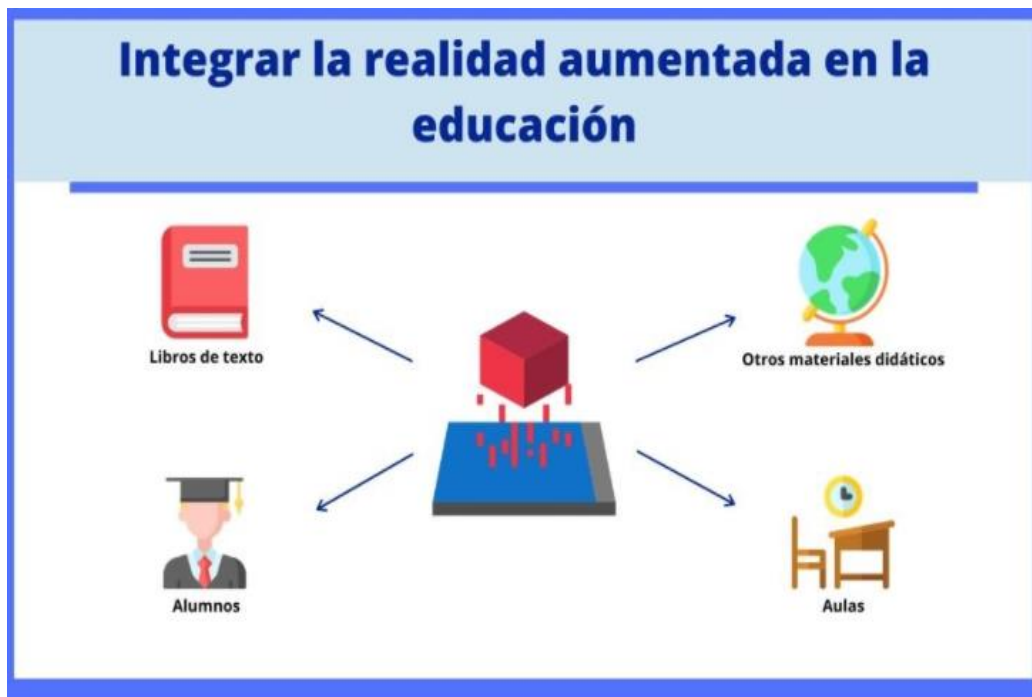 Integrar la realidad aumentada en la
educación
Libros de texto
Otros materiales didáticos
Alumnos
Aulas